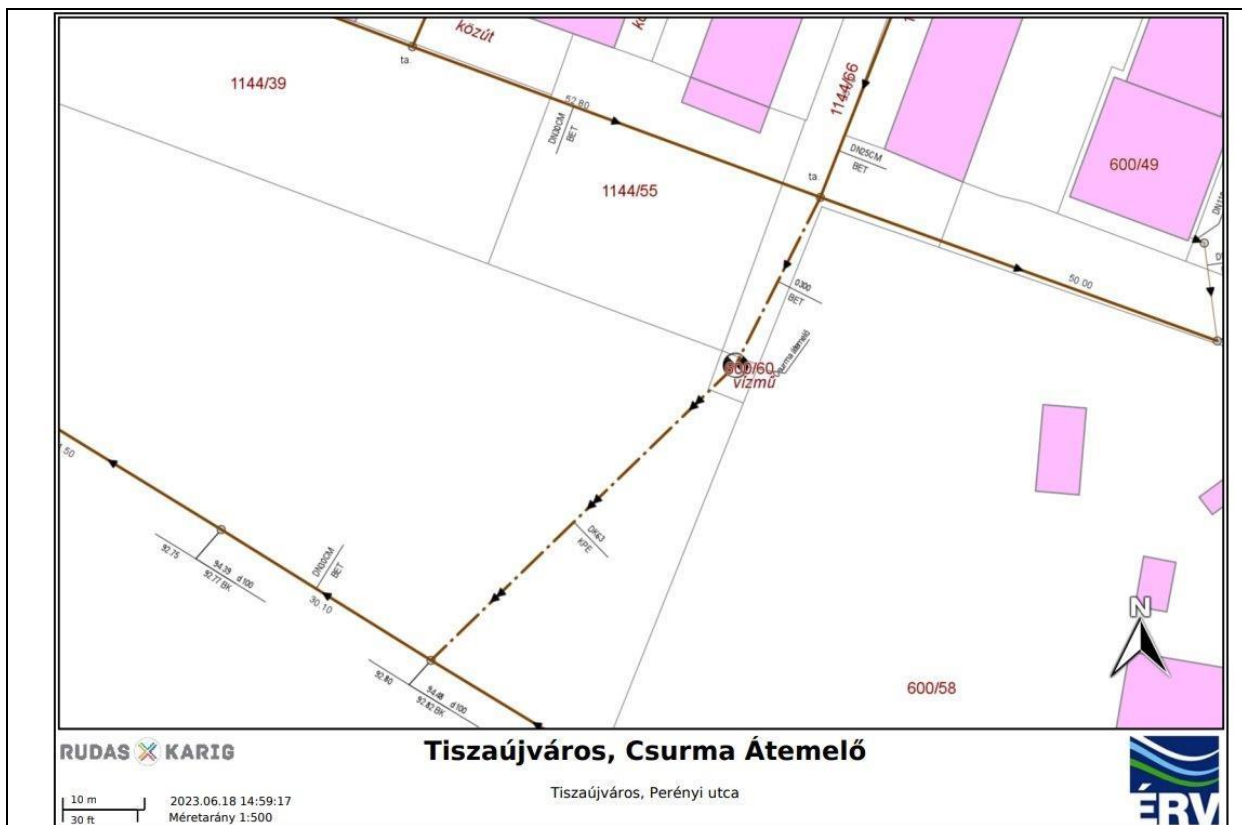 közút
1144/66
ta.
1144/39
52.80
DN30CM
BET
DN25CM
BET
600/49
1144/55
ta.
50.00
D300
BET
Csurma átemelő
600/60
vízmű
DK63
KPE
DN30CM
BET
92.75
94.39 d100
92.77 BK
30.10
92.80
94.48 d100
92.82 BK
N
600/58
RUDAS KARIG
Tiszaújváros, Csurma Átemelő
Tiszaújváros, Perényi utca
10 m
30 ft
2023.06.18 14:59:17
Méretarány 1:500
ÉRV